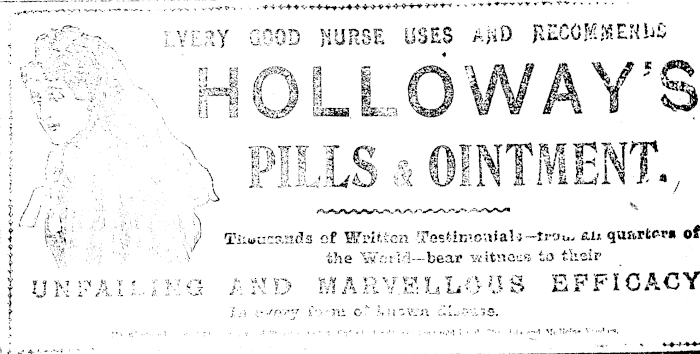 EVERY GOOD NURSE USES AND RECOMMENDS
HOLLOWAY'S
PILLS & OINTMENT.
Thousands of Written Testimonials—from all quarters of
the World—bear witness to their
UNFAILING AND MARVELLOUS EFFICACY
In every form of known disease.